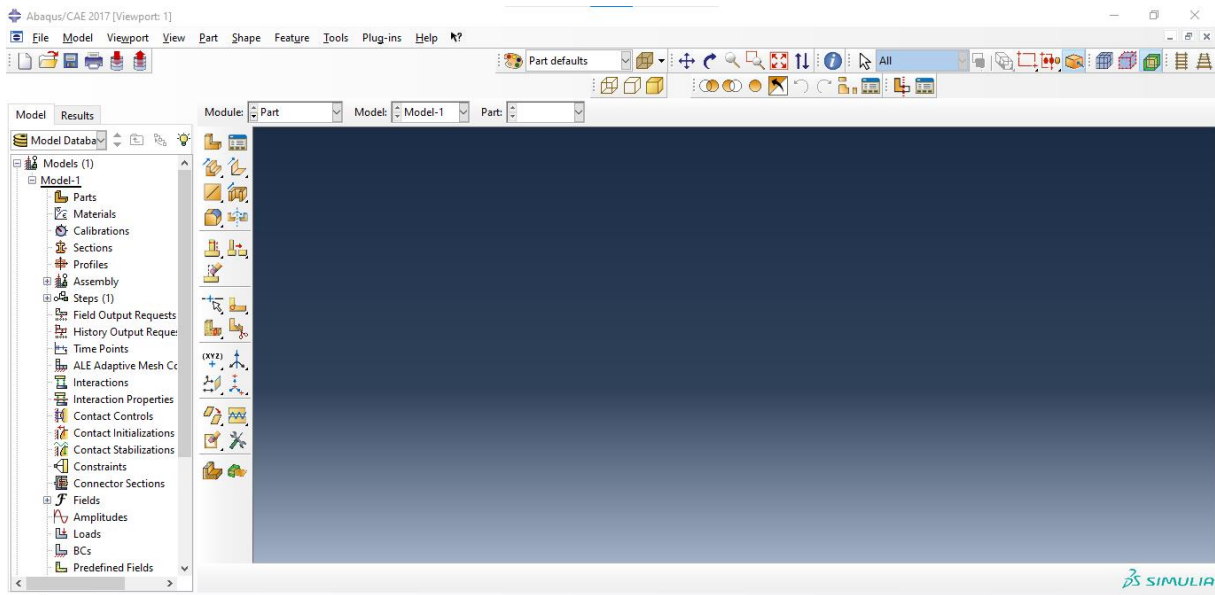 Abaqus/CAE 2017 [Viewport: 1]
File Model Viewport View Part Shape Feature Tools Plug-ins Help
Part defaults All
Model Results Module: Part Model: Model-1 Part:
Model Databa
Models (1)
Model-1
Parts
Materials
Calibrations
Sections
Profiles
Assembly
Steps (1)
Field Output Requests
History Output Reques
Time Points
ALE Adaptive Mesh Co
Interactions
Interaction Properties
Contact Controls
Contact Initializations
Contact Stabilizations
Constraints
Connector Sections
Fields
Amplitudes
Loads
BCs
Predefined Fields
(XYZ)
SIMULIA